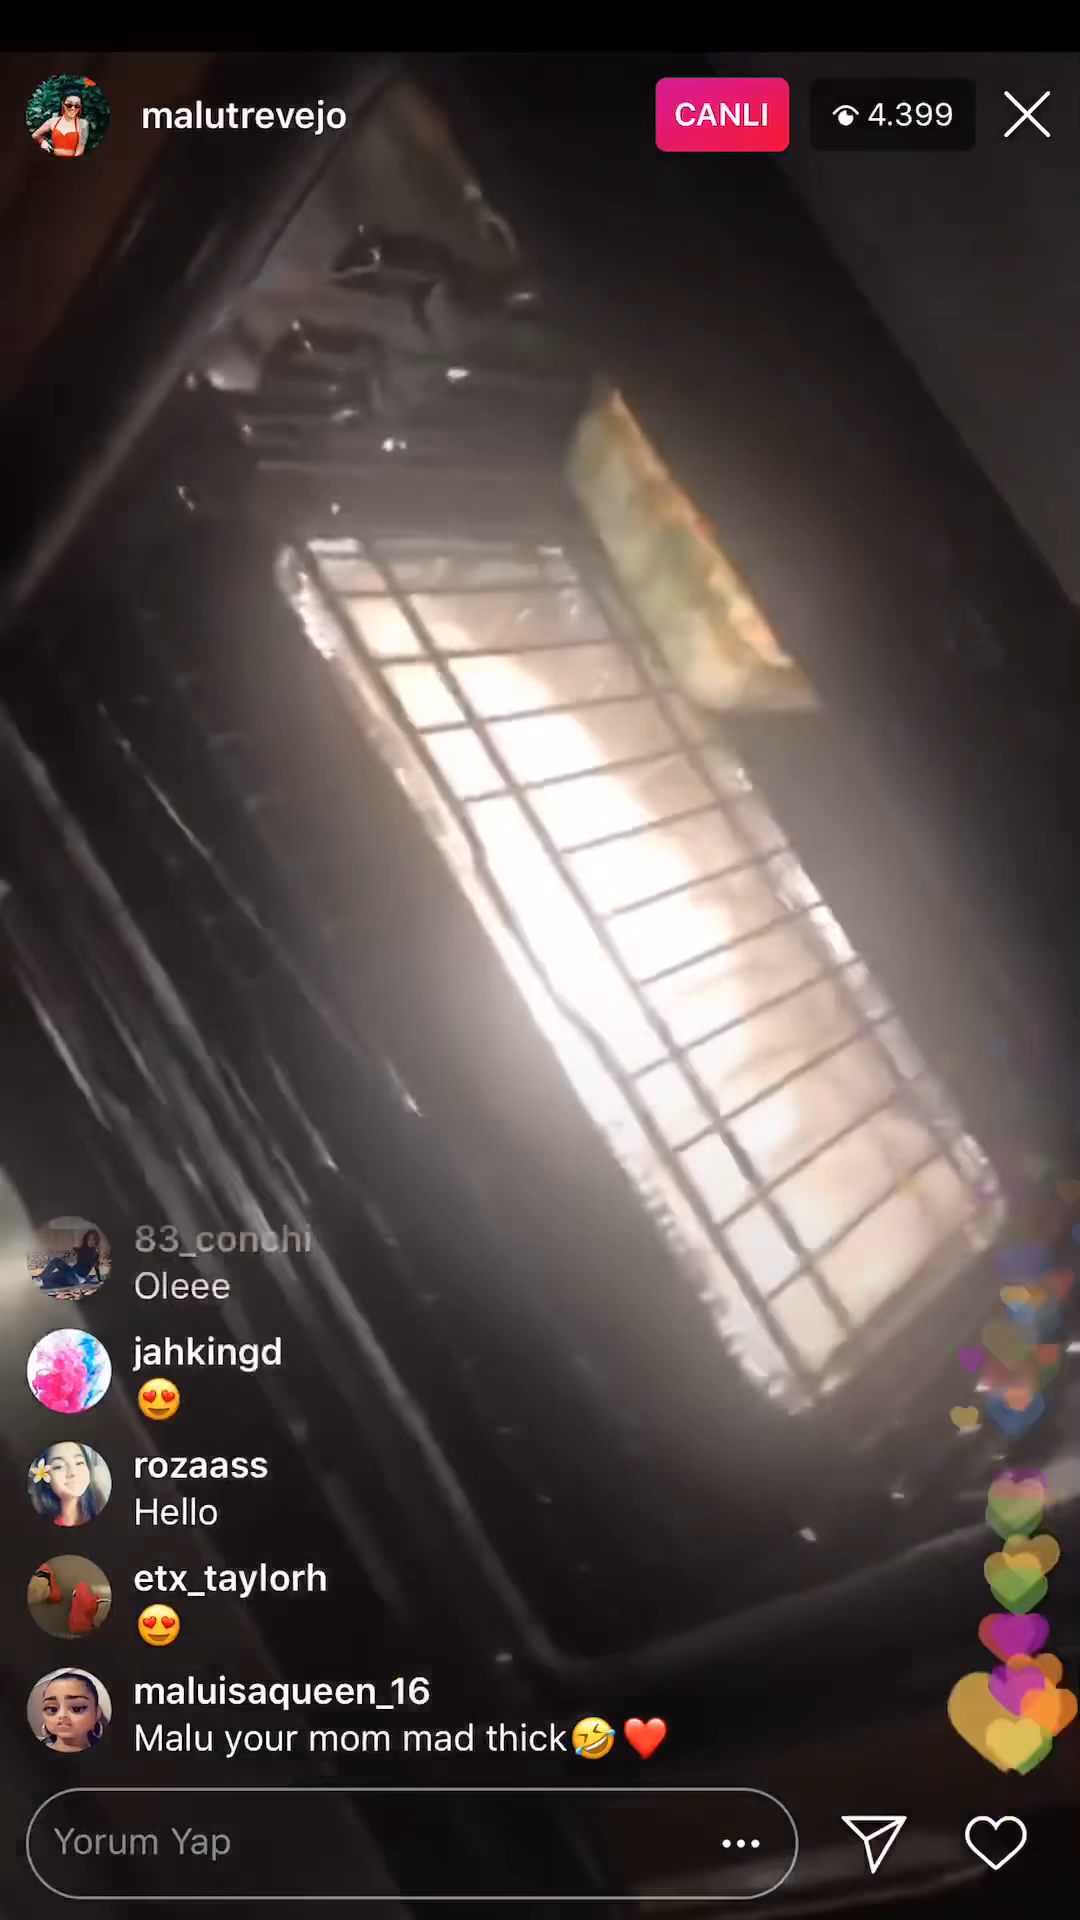 malutrevejo
CANLI
4.399
83_conchi
Oleee
jahkingd
😍
rozaass
Hello
etx_taylorh
😍
maluisaqueen_16
Malu your mom mad thick🤣❤️
Yorum Yap